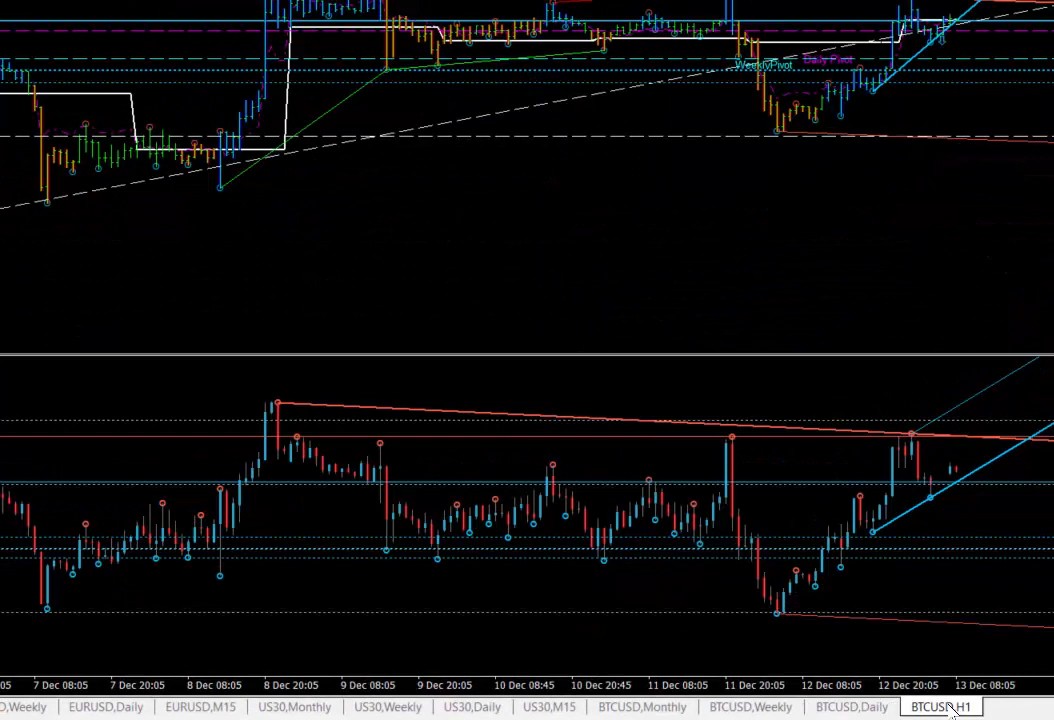 WeeklyPivot Daily Pivot
05 7 Dec 08:05 7 Dec 20:05 8 Dec 08:05 8 Dec 20:05 9 Dec 08:05 9 Dec 20:05 10 Dec 08:45 10 Dec 20:45 11 Dec 08:05 11 Dec 20:05 12 Dec 08:05 12 Dec 20:05 13 Dec 08:05
D,Weekly EURUSD,Daily EURUSD,M15 US30,Monthly US30,Weekly US30,Daily US30,M15 BTCUSD,Monthly BTCUSD,Weekly BTCUSD,Daily BTCUSD,H1